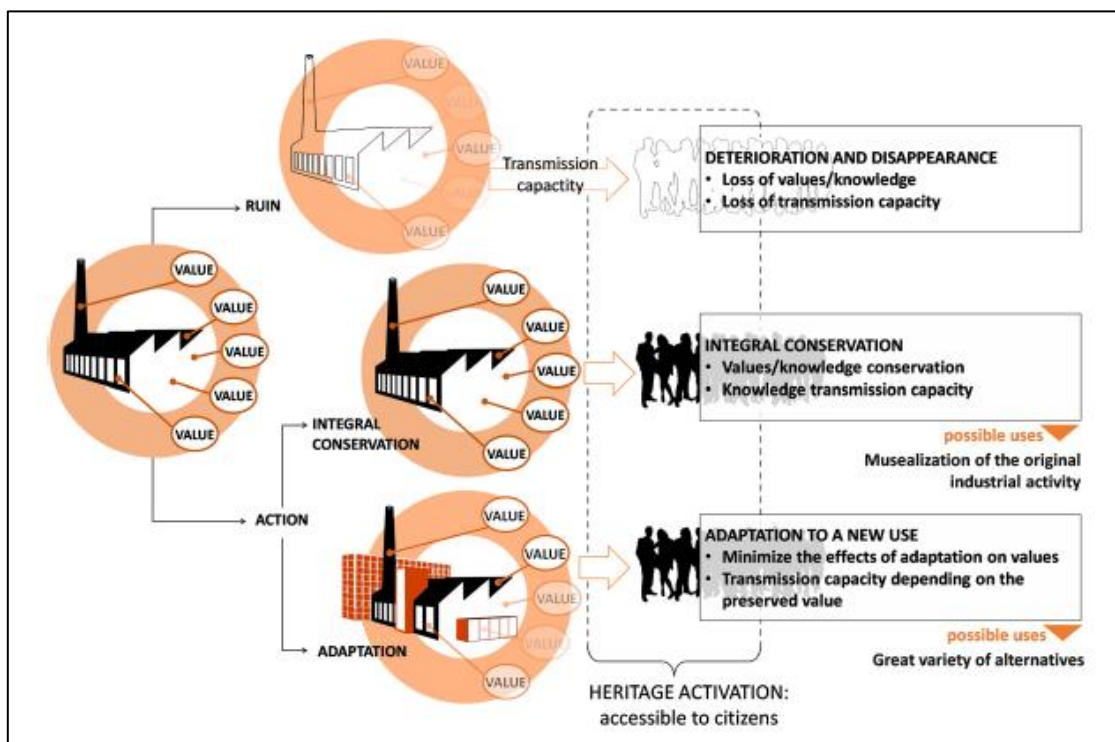 VALUE
VALUE
VALUE
VALUE
VALUE
RUIN
Transmission
capactity
DETERIORATION AND DISAPPEARANCE
• Loss of values/knowledge
• Loss of transmission capacity
VALUE
VALUE
VALUE
VALUE
VALUE
ACTION
VALUE
VALUE
VALUE
VALUE
VALUE
INTEGRAL
CONSERVATION
INTEGRAL CONSERVATION
• Values/knowledge conservation
• Knowledge transmission capacity
possible uses
Musealization of the original
industrial activity
VALUE
VALUE
VALUE
VALUE
VALUE
ADAPTATION
ADAPTATION TO A NEW USE
• Minimize the effects of adaptation on values
• Transmission capacity depending on the
preserved value
possible uses
Great variety of alternatives
HERITAGE ACTIVATION:
accessible to citizens